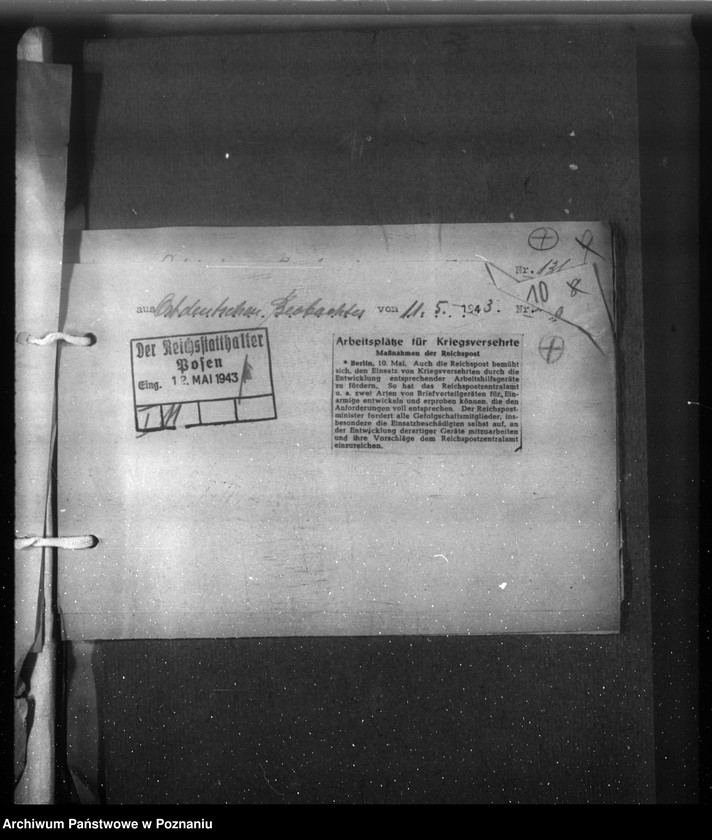 Nr. 131
aus Ostdeutscher Beobachter von 11. 5. 1943. Nr.
10
8
Der Reichsstatthalter
Posen
Eing. 12. MAI 1943
Arbeitsplätze für Kriegsversehrte
Maßnahmen der Reichspost
* Berlin, 10. Mai. Auch die Reichspost bemüht
sich, den Einsatz von Kriegsversehrten durch die
Entwicklung entsprechender Arbeitshilfsgeräte
zu fördern. So hat das Reichspostzentralamt
u. a. zwei Arten von Briefverteilgeräten für Ein-
armige entwickeln und erproben können, die den
Anforderungen voll entsprechen. Der Reichspost-
minister fordert alle Gefolgschaftsmitglieder, ins-
besondere die Einsatzbeschädigten selbst auf, an
der Entwicklung derartiger Geräte mitzuarbeiten
und ihre Vorschläge dem Reichspostzentralamt
einzureichen.
Archiwum Państwowe w Poznaniu